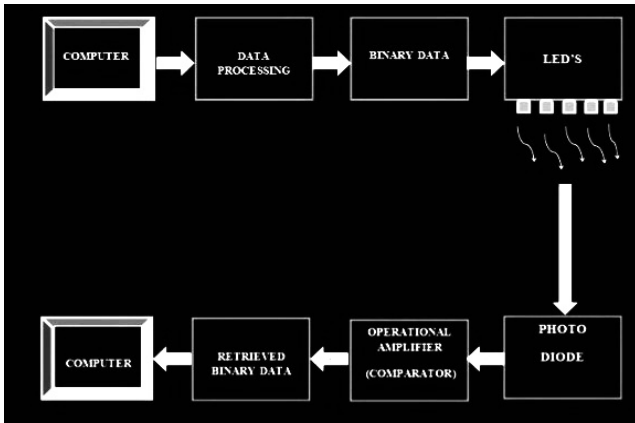 COMPUTER
DATA
PROCESSING
BINARY DATA
LED'S
PHOTO
DIODE
OPERATIONAL
AMPLIFIER
(COMPARATOR)
RETRIEVED
BINARY DATA
COMPUTER